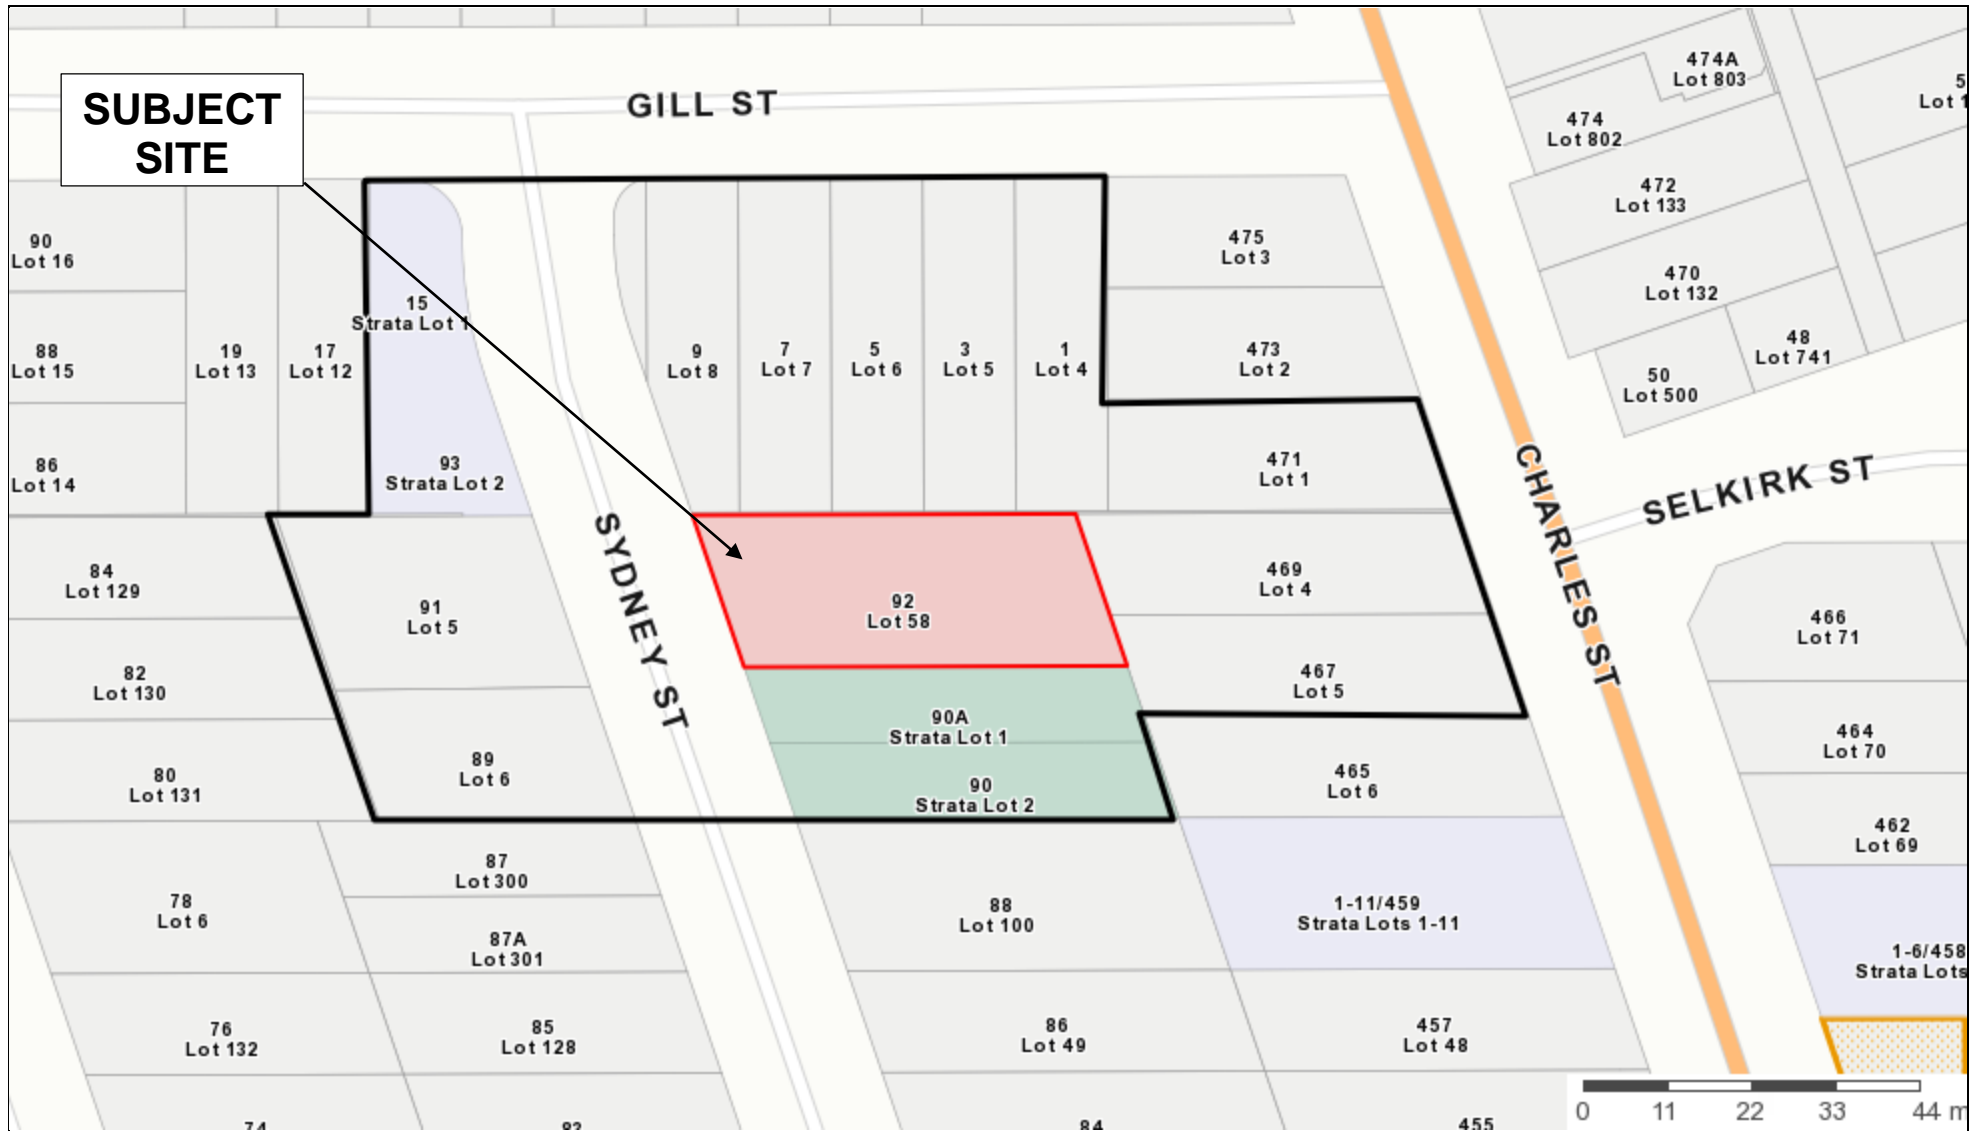 SUBJECT
SITE
GILL ST
474A
Lot 803
5
Lot 1
474
Lot 802
472
Lot 133
470
Lot 132
48
Lot 741
50
Lot 500
90
Lot 16
88
Lot 15
86
Lot 14
19
Lot 13
17
Lot 12
15
Strata Lot 1
93
Strata Lot 2
9
Lot 8
7
Lot 7
5
Lot 6
3
Lot 5
1
Lot 4
475
Lot 3
473
Lot 2
471
Lot 1
CHARLES ST
SELKIRK ST
SYDNEY ST
84
Lot 129
82
Lot 130
80
Lot 131
91
Lot 5
89
Lot 6
92
Lot 58
90A
Strata Lot 1
90
Strata Lot 2
469
Lot 4
467
Lot 5
465
Lot 6
466
Lot 71
464
Lot 70
462
Lot 69
78
Lot 6
87
Lot 300
87A
Lot 301
88
Lot 100
1-11/459
Strata Lots 1-11
1-6/458
Strata Lots
76
Lot 132
85
Lot 128
86
Lot 49
457
Lot 48
74
84
455
0 11 22 33 44 m